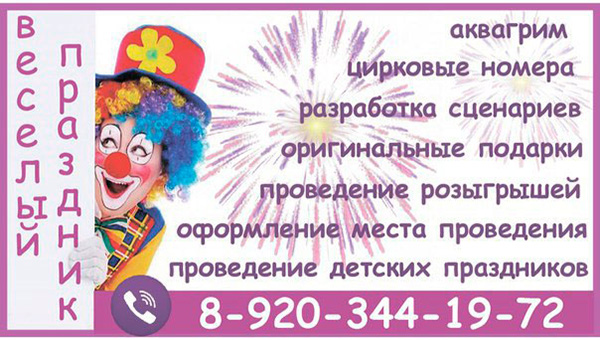 веселый
праздник
аквагрим
цирковые номера
разработка сценариев
оригинальные подарки
проведение розыгрышей
оформление места проведения
проведение детских праздников
8-920-344-19-72